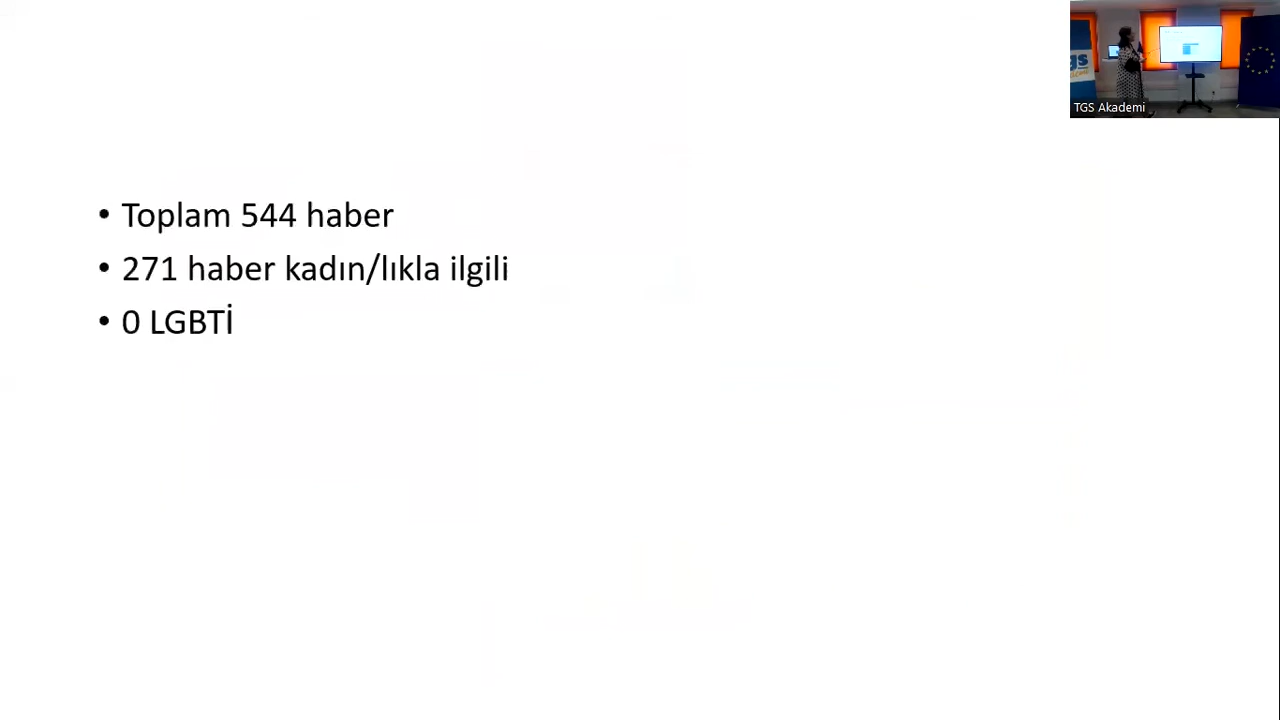 TGS Akademi
• Toplam 544 haber
• 271 haber kadın/lıkla ilgili
• 0 LGBTİ